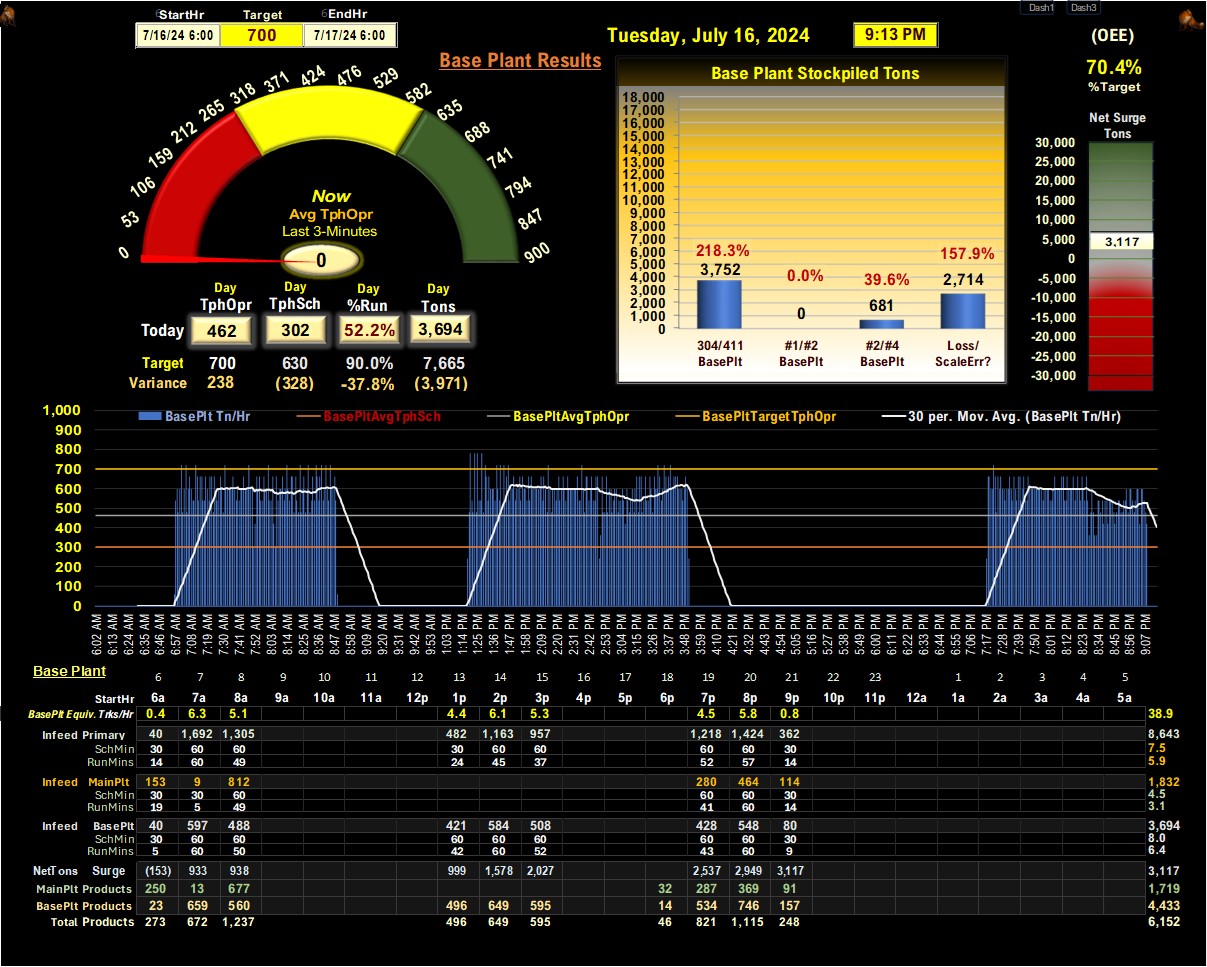 StartHr Target 6EndHr
7/16/24 6:00 700 7/17/24 6:00
Dash1 Dash3
Tuesday, July 16, 2024 9:13 PM
Base Plant Results
(OEE)
70.4%
%Target
Net Surge
Tons
30,000
25,000
20,000
15,000
10,000
5,000
0
-5,000
-10,000
-15,000
-20,000
-25,000
-30,000
3,117
0 53 106 159 212 265 318 371 424 476 529 582 635 688 741 794 847 900
Now
Avg TphOpr
Last 3-Minutes
0
Day Day Day Day
TphOpr TphSch %Run Tons
Today 462 302 52.2% 3,694
Target 700 630 90.0% 7,665
Variance 238 (328) -37.8% (3,971)
Base Plant Stockpiled Tons
18,000
17,000
16,000
15,000
14,000
13,000
12,000
11,000
10,000
9,000
8,000
7,000
6,000
5,000
4,000
3,000
2,000
1,000
0
218.3% 0.0% 39.6% 157.9%
3,752 0 681 2,714
304/411 #1/#2 #2/#4 Loss/
BasePlt BasePlt BasePlt ScaleErr?
BasePlt Tn/Hr BasePltAvgTphSch BasePltAvgTphOpr BasePltTargetTphOpr 30 per. Mov. Avg. (BasePlt Tn/Hr)
1,000
900
800
700
600
500
400
300
200
100
0
6:02 AM 6:13 AM 6:24 AM 6:35 AM 6:46 AM 6:57 AM 7:08 AM 7:19 AM 7:30 AM 7:41 AM 7:52 AM 8:03 AM 8:14 AM 8:25 AM 8:36 AM 8:47 AM 8:58 AM 9:09 AM 9:20 AM 9:31 AM 9:42 AM 9:53 AM 1:03 PM 1:14 PM 1:25 PM 1:36 PM 1:47 PM 1:58 PM 2:09 PM 2:20 PM 2:31 PM 2:42 PM 2:53 PM 3:04 PM 3:15 PM 3:26 PM 3:37 PM 3:48 PM 3:59 PM 4:10 PM 4:21 PM 4:32 PM 4:43 PM 4:54 PM 5:05 PM 5:16 PM 5:27 PM 5:38 PM 5:49 PM 6:00 PM 6:11 PM 6:22 PM 6:33 PM 6:44 PM 6:55 PM 7:06 PM 7:17 PM 7:28 PM 7:39 PM 7:50 PM 8:01 PM 8:12 PM 8:23 PM 8:34 PM 8:45 PM 8:56 PM 9:07 PM
Base Plant
6 7 8 9 10 11 12 13 14 15 16 17 18 19 20 21 22 23 0 1 2 3 4 5
StartHr 6a 7a 8a 9a 10a 11a 12p 1p 2p 3p 4p 5p 6p 7p 8p 9p 10p 11p 12a 1a 2a 3a 4a 5a
BasePlt Equiv. Trks/Hr 0.4 6.3 5.1 4.4 6.1 5.3 4.5 5.8 0.8 38.9
Infeed Primary 40 1,692 1,305 482 1,163 957 1,218 1,424 362 8,643
SchMin 30 60 60 30 60 60 60 60 30 7.5
RunMins 14 60 49 24 45 37 52 57 14 5.9
Infeed MainPlt 153 9 812 280 464 114 1,832
SchMin 30 30 60 60 60 30 4.5
RunMins 19 5 49 41 60 14 3.1
Infeed BasePlt 40 597 488 421 584 508 428 548 80 3,694
SchMin 30 60 60 60 60 60 60 60 30 8.0
RunMins 5 60 50 42 60 52 43 60 9 6.4
NetTons Surge (153) 933 938 999 1,578 2,027 2,537 2,949 3,117 3,117
MainPlt Products 250 13 677 32 287 369 91 1,719
BasePlt Products 23 659 560 496 649 595 14 534 746 157 4,433
Total Products 273 672 1,237 496 649 595 46 821 1,115 248 6,152